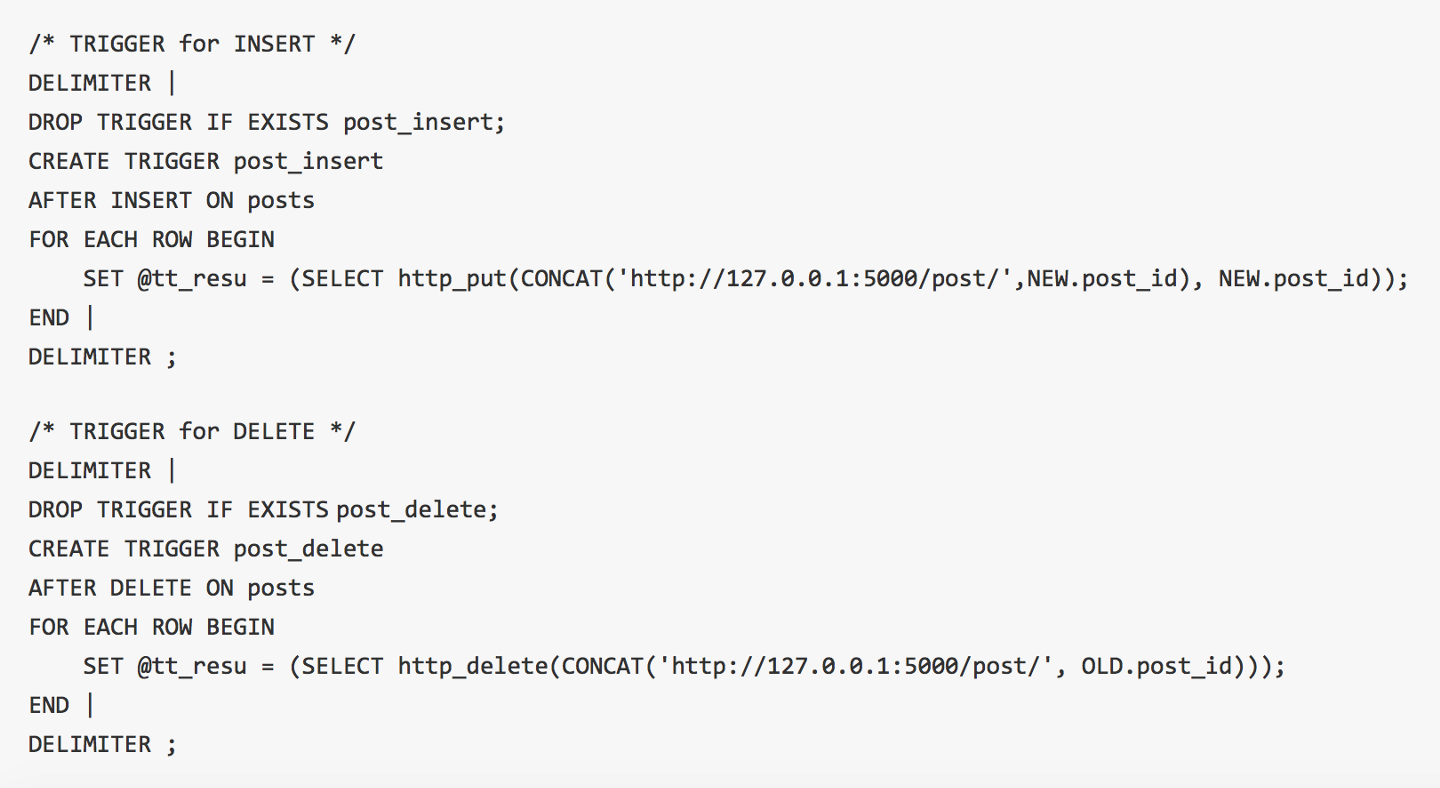 /* TRIGGER for INSERT */
DELIMITER |
DROP TRIGGER IF EXISTS post_insert;
CREATE TRIGGER post_insert
AFTER INSERT ON posts
FOR EACH ROW BEGIN
    SET @tt_resu = (SELECT http_put(CONCAT('http://127.0.0.1:5000/post/',NEW.post_id), NEW.post_id));
END |
DELIMITER ;

/* TRIGGER for DELETE */
DELIMITER |
DROP TRIGGER IF EXISTS post_delete;
CREATE TRIGGER post_delete
AFTER DELETE ON posts
FOR EACH ROW BEGIN
    SET @tt_resu = (SELECT http_delete(CONCAT('http://127.0.0.1:5000/post/', OLD.post_id)));
END |
DELIMITER ;